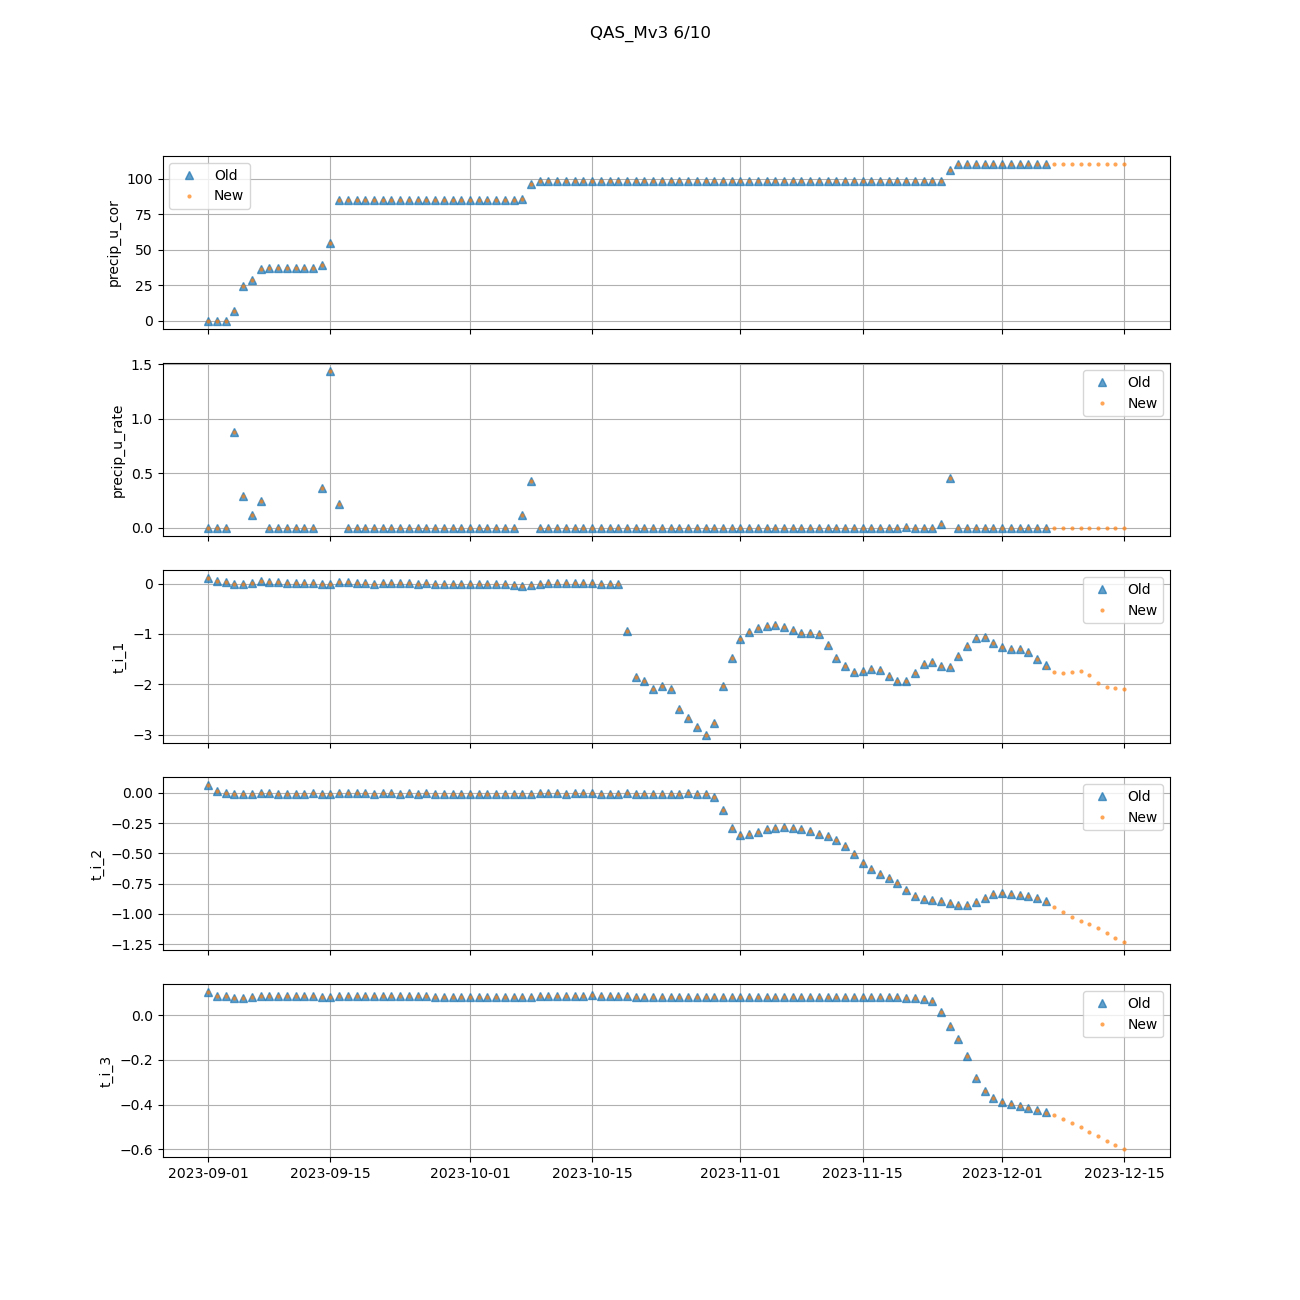 QAS_Mv3 6/10
precip_u_cor
100
75
50
25
0
Old
New
precip_u_rate
1.5
1.0
0.5
0.0
Old
New
t_i_1
0
−1
−2
−3
Old
New
t_i_2
0.00
−0.25
−0.50
−0.75
−1.00
−1.25
Old
New
t_i_3
0.0
−0.2
−0.4
−0.6
Old
New
2023-09-01 2023-09-15 2023-10-01 2023-10-15 2023-11-01 2023-11-15 2023-12-01 2023-12-15